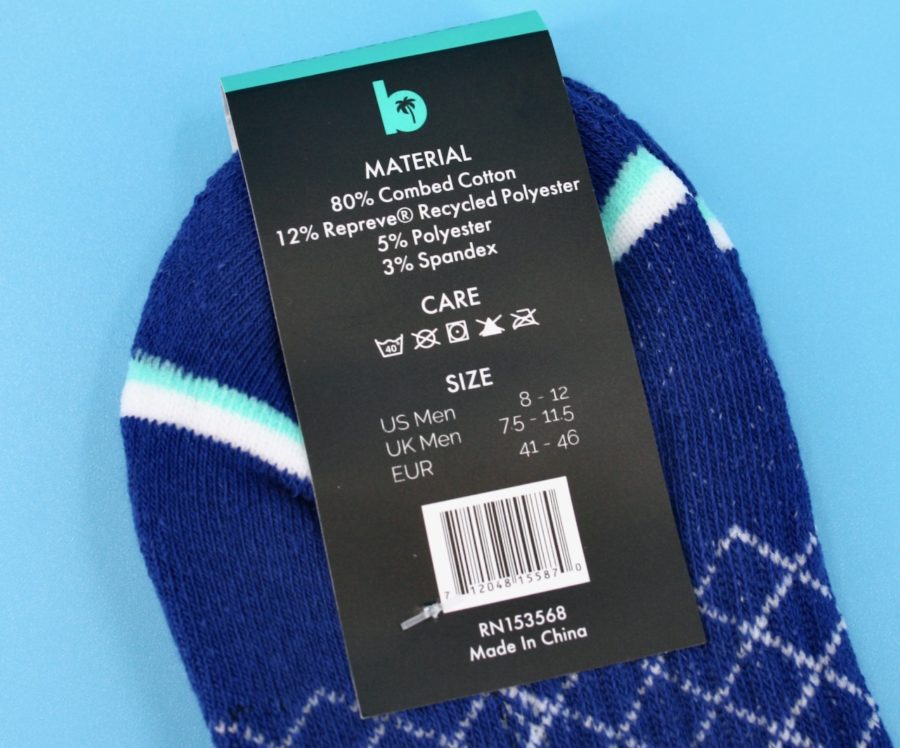 b
MATERIAL
80% Combed Cotton
12% Repreve® Recycled Polyester
5% Polyester
3% Spandex
CARE
40
SIZE
US Men 8 - 12
UK Men 7.5 - 11.5
EUR 41 - 46
7 12048 15587 0
RN153568
Made In China